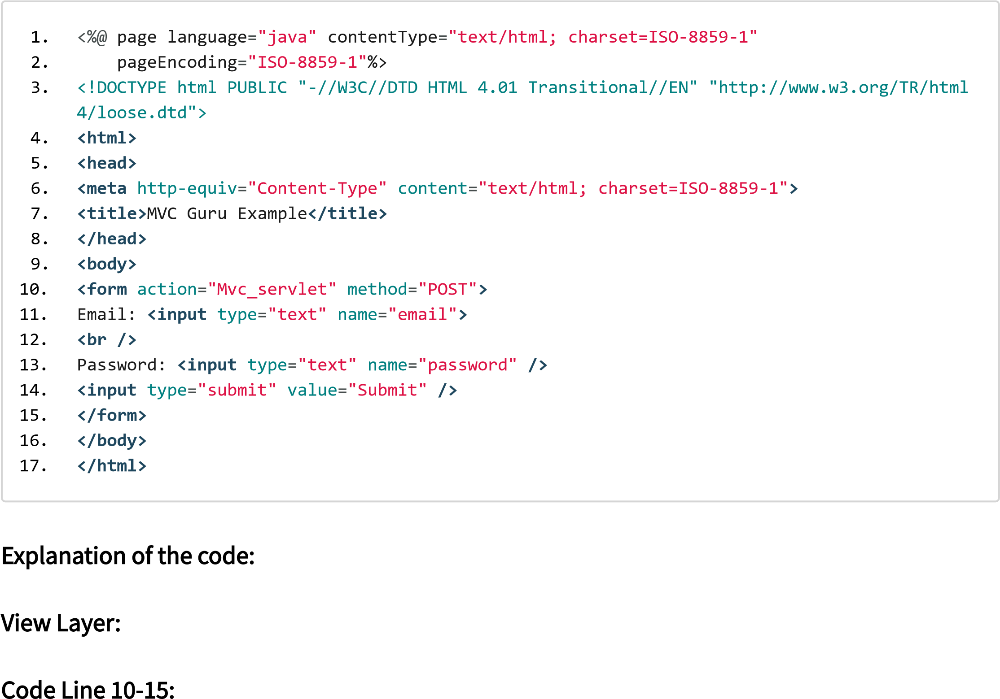 1. <%@ page language="java" contentType="text/html; charset=ISO-8859-1"
2.     pageEncoding="ISO-8859-1"%>
3. <!DOCTYPE html PUBLIC "-//W3C//DTD HTML 4.01 Transitional//EN" "http://www.w3.org/TR/html
4/loose.dtd">
4. <html>
5. <head>
6. <meta http-equiv="Content-Type" content="text/html; charset=ISO-8859-1">
7. <title>MVC Guru Example</title>
8. </head>
9. <body>
10. <form action="Mvc_servlet" method="POST">
11. Email: <input type="text" name="email">
12. <br />
13. Password: <input type="text" name="password" />
14. <input type="submit" value="Submit" />
15. </form>
16. </body>
17. </html>
Explanation of the code:
View Layer:
Code Line 10-15: